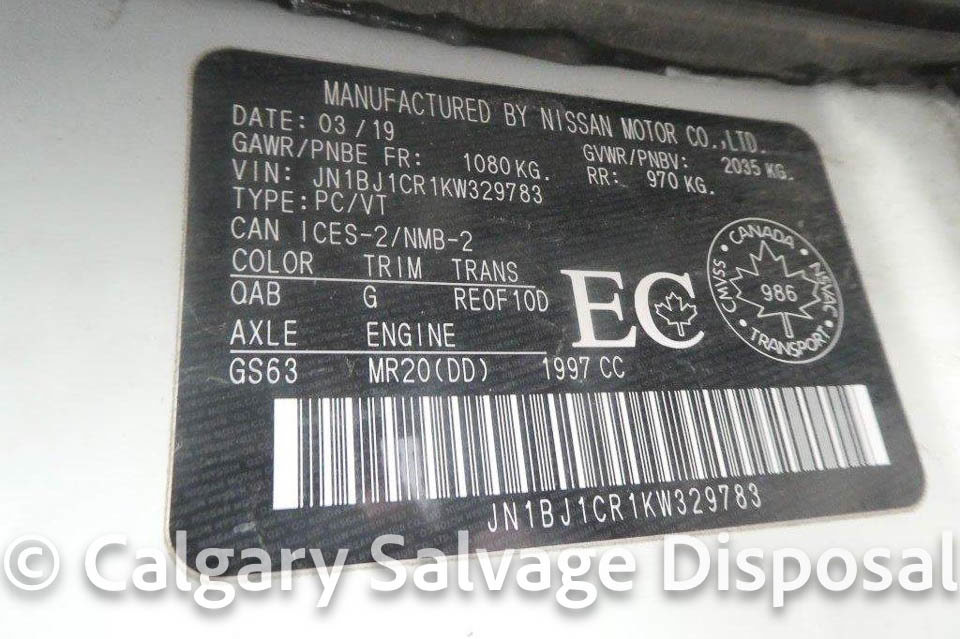 MANUFACTURED BY NISSAN MOTOR CO.,LTD.
DATE: 03/19
GAWR/PNBE FR: 1080KG. GVWR/PNBV: 2035 KG.
VIN: JN1BJ1CR1KW329783 RR: 970 KG.
TYPE: PC/VT
CAN ICES-2/NMB-2
COLOR TRIM TRANS
QAB G RE0F10D
AXLE ENGINE
GS63 MR20(DD) 1997 CC
EC
CANADA
CMVSS 986 NSVAC
TRANSPORT
JN1BJ1CR1KW329783
© Calgary Salvage Disposal